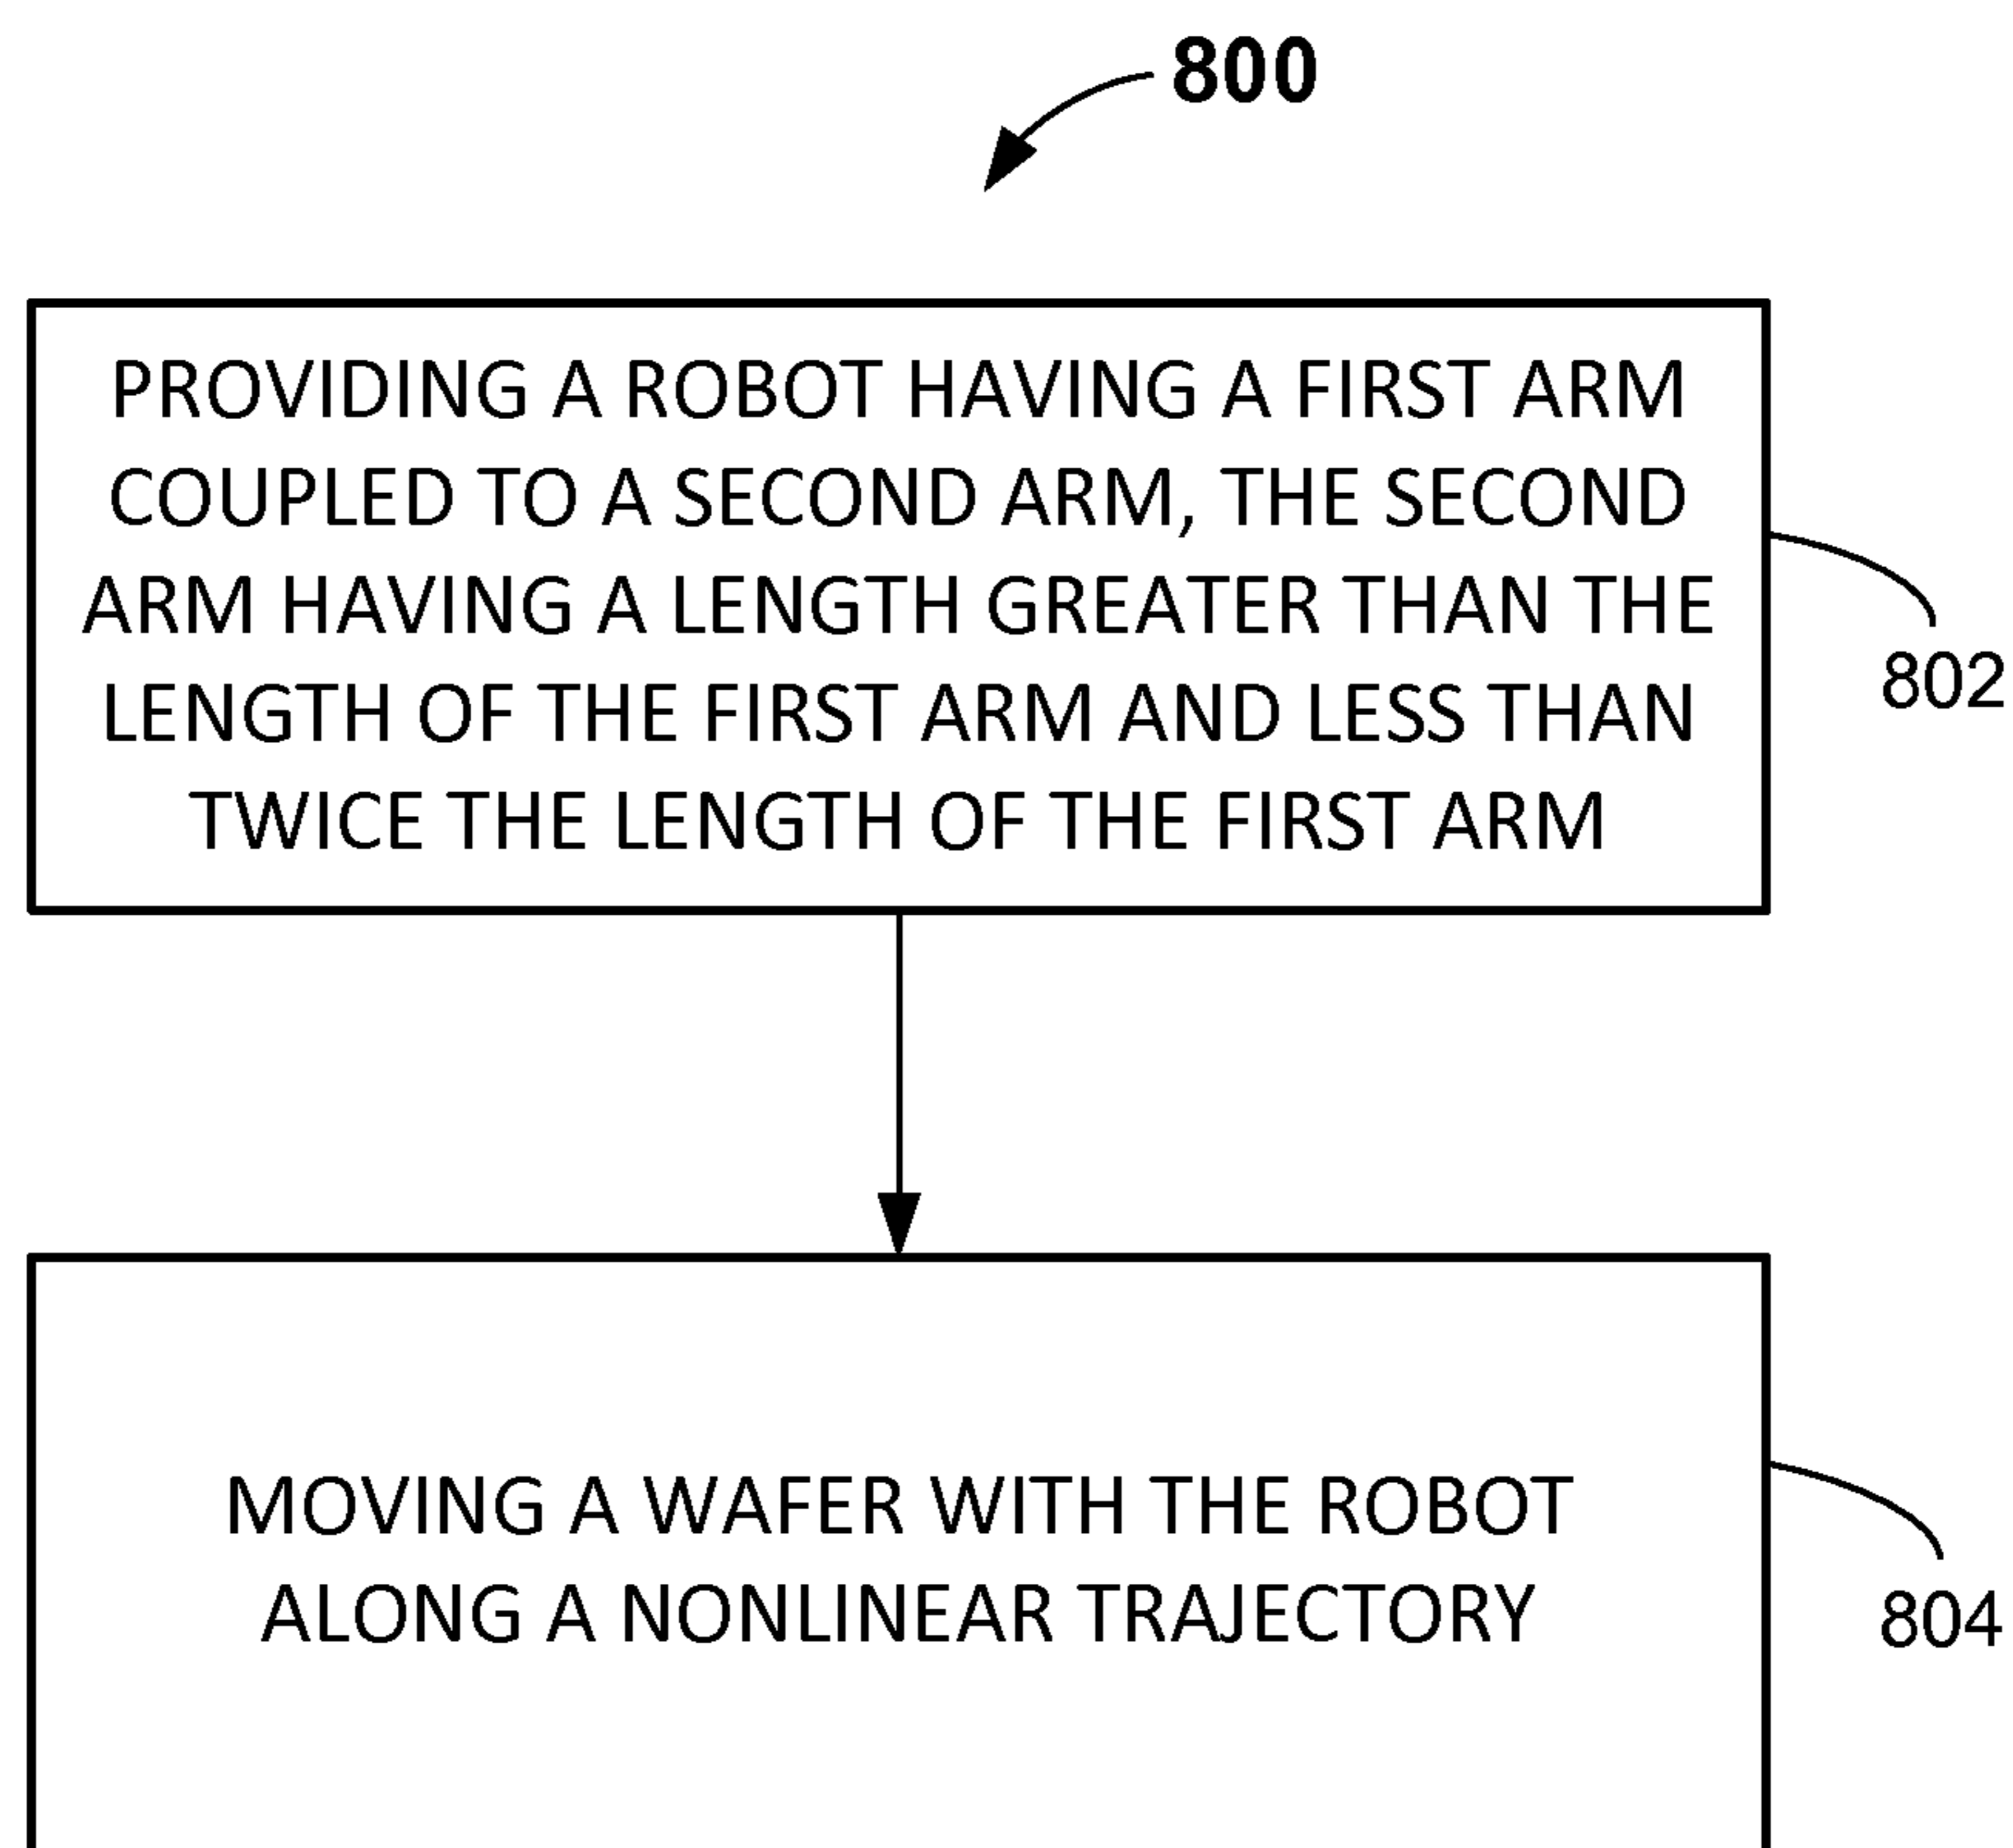 800
PROVIDING A ROBOT HAVING A FIRST ARM
COUPLED TO A SECOND ARM, THE SECOND
ARM HAVING A LENGTH GREATER THAN THE
LENGTH OF THE FIRST ARM AND LESS THAN
TWICE THE LENGTH OF THE FIRST ARM
802
MOVING A WAFER WITH THE ROBOT
ALONG A NONLINEAR TRAJECTORY
804